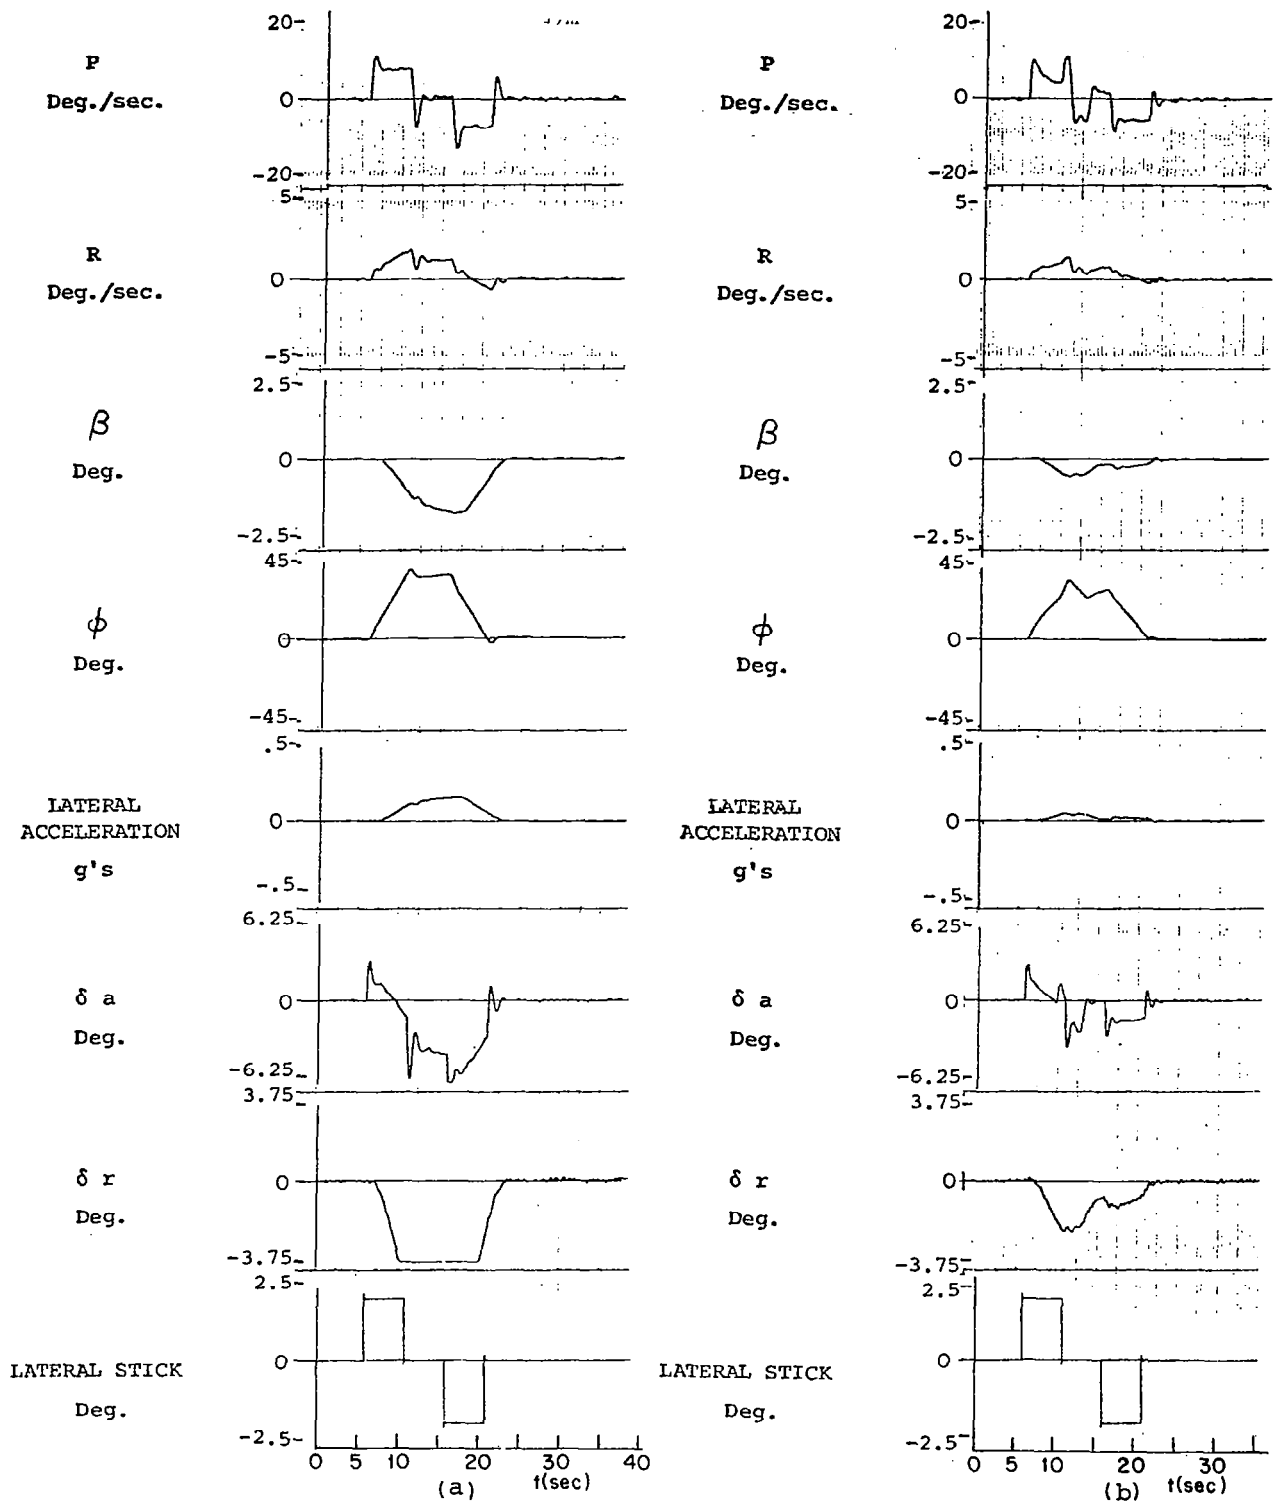 20-
P
Deg./sec.
0
-20-
5-
R
Deg./sec.
0
-5
2.5-
β
Deg.
0
-2.5-
45-
φ
Deg.
0
-45-
.5-
LATERAL
ACCELERATION
g's
0
-.5-
6.25-
δ a
Deg.
0
-6.25-
3.75-
δ r
Deg.
0
-3.75-
2.5-
LATERAL STICK
Deg.
0
-2.5-
0 5 10 20 30 40
t(sec)
(a)
20-
P
Deg./sec.
0
-20-
5-
R
Deg./sec.
0
-5-
2.5-
β
Deg.
0
-2.5-
45-
φ
Deg.
0
-45-
.5-
LATERAL
ACCELERATION
g's
0
-.5-
6.25-
δ a
Deg.
0
-6.25-
3.75-
δ r
Deg.
0
-3.75-
2.5-
LATERAL STICK
Deg.
0
-2.5-
0 5 10 20 30
t(sec)
(b)